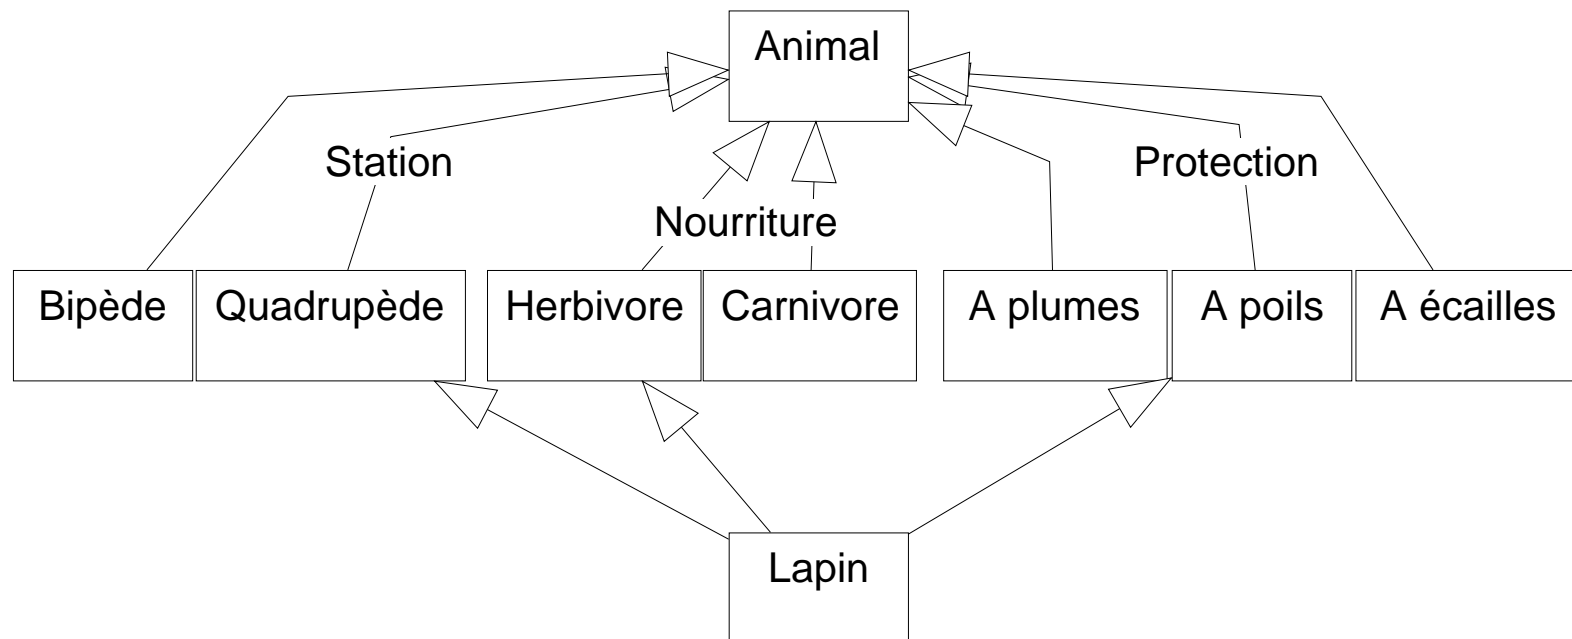 Animal
Station
Protection
Nourriture
Bipède
Quadrupède
Herbivore
Carnivore
A plumes
A poils
A écailles
Lapin